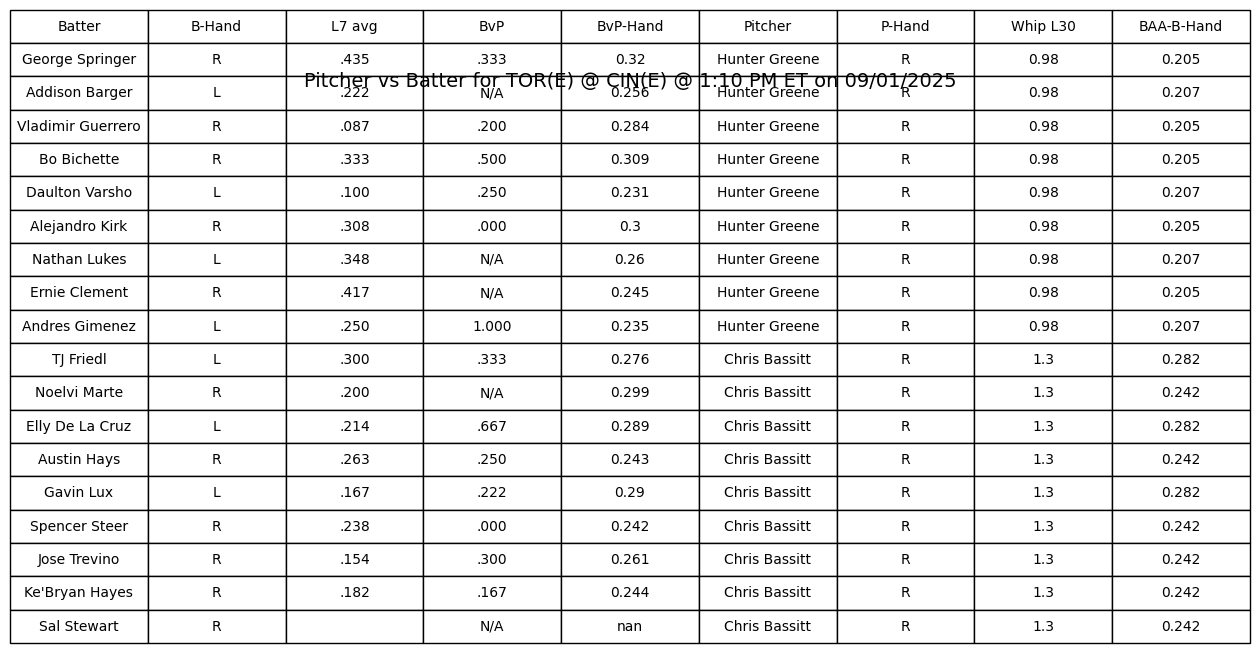 Batter B-Hand L7 avg BvP BvP-Hand Pitcher P-Hand Whip L30 BAA-B-Hand
George Springer R .435 .333 0.32 Hunter Greene R 0.98 0.205
Pitcher vs Batter for TOR(E) @ CIN(E) @ 1:10 PM ET on 09/01/2025
Addison Barger L .222 N/A 0.256 Hunter Greene R 0.98 0.207
Vladimir Guerrero R .087 .200 0.284 Hunter Greene R 0.98 0.205
Bo Bichette R .333 .500 0.309 Hunter Greene R 0.98 0.205
Daulton Varsho L .100 .250 0.231 Hunter Greene R 0.98 0.207
Alejandro Kirk R .308 .000 0.3 Hunter Greene R 0.98 0.205
Nathan Lukes L .348 N/A 0.26 Hunter Greene R 0.98 0.207
Ernie Clement R .417 N/A 0.245 Hunter Greene R 0.98 0.205
Andres Gimenez L .250 1.000 0.235 Hunter Greene R 0.98 0.207
TJ Friedl L .300 .333 0.276 Chris Bassitt R 1.3 0.282
Noelvi Marte R .200 N/A 0.299 Chris Bassitt R 1.3 0.242
Elly De La Cruz L .214 .667 0.289 Chris Bassitt R 1.3 0.282
Austin Hays R .263 .250 0.243 Chris Bassitt R 1.3 0.242
Gavin Lux L .167 .222 0.29 Chris Bassitt R 1.3 0.282
Spencer Steer R .238 .000 0.242 Chris Bassitt R 1.3 0.242
Jose Trevino R .154 .300 0.261 Chris Bassitt R 1.3 0.242
Ke'Bryan Hayes R .182 .167 0.244 Chris Bassitt R 1.3 0.242
Sal Stewart R N/A nan Chris Bassitt R 1.3 0.242